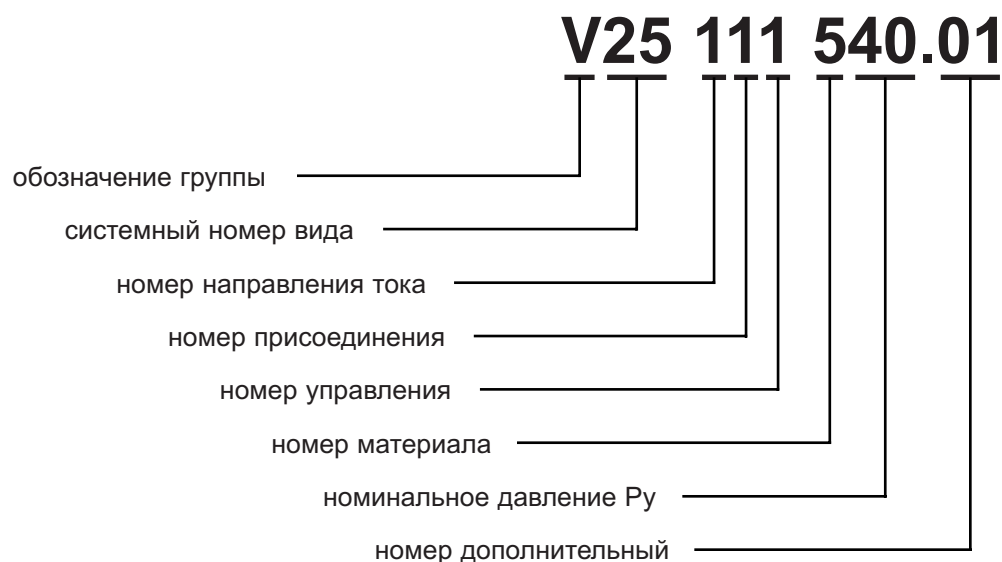 V25 111 540.01
обозначение группы
системный номер вида
номер направления тока
номер присоединения
номер управления
номер материала
номинальное давление Ру
номер дополнительный